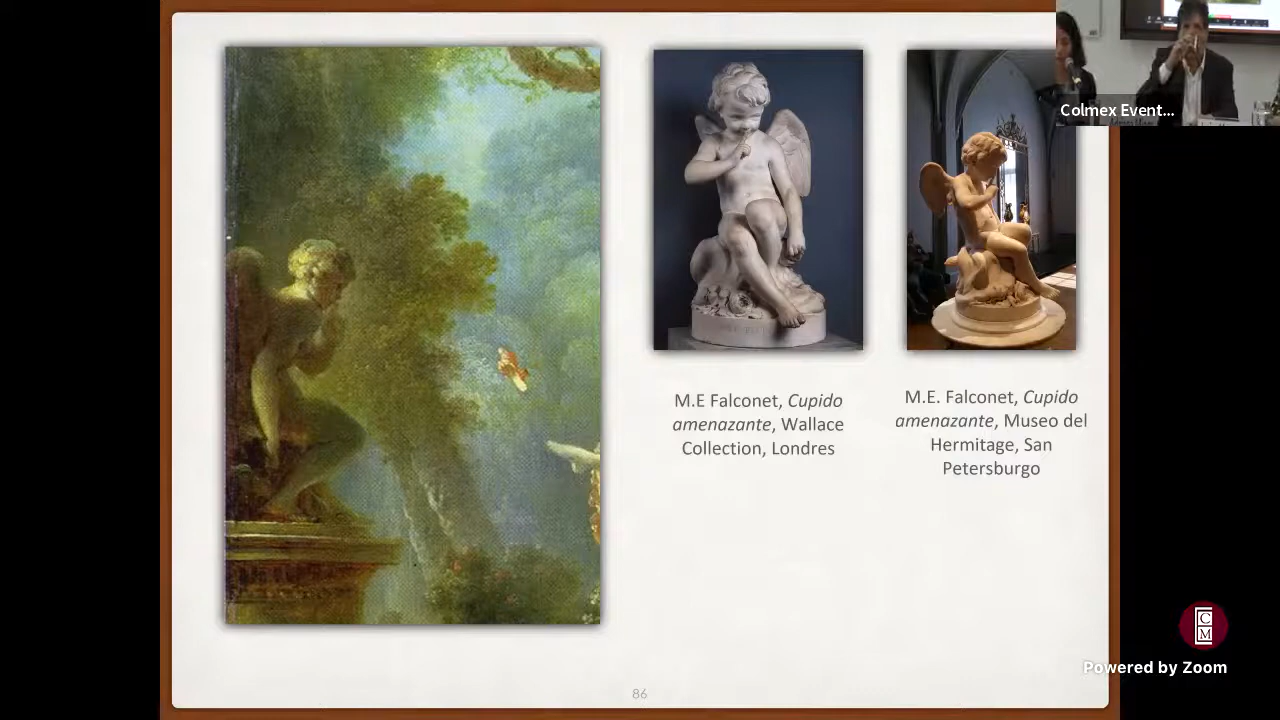 Colmex Event...
M.E Falconet, Cupido
amenazante, Wallace
Collection, Londres
M.E. Falconet, Cupido
amenazante, Museo del
Hermitage, San
Petersburgo
C
M
Powered by Zoom
86